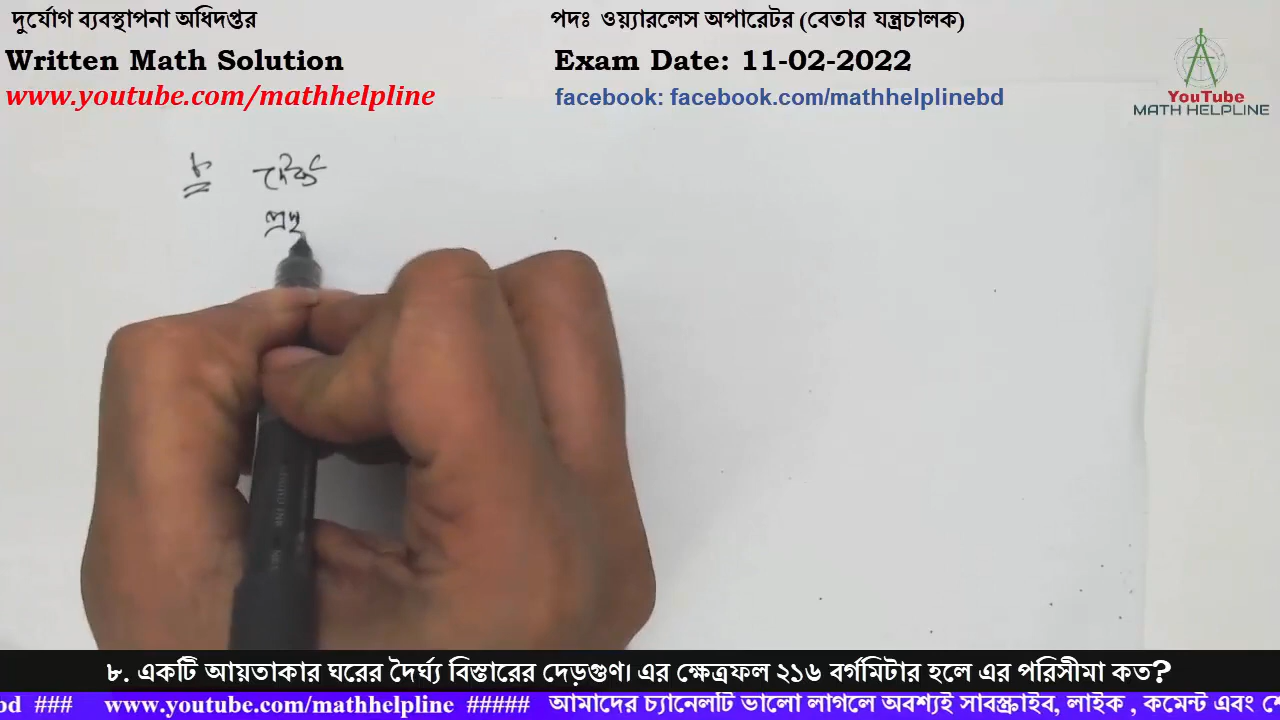 দুর্যোগ ব্যবস্থাপনা অধিদপ্তর
পদঃ ওয়্যারলেস অপারেটর (বেতার যন্ত্রচালক)
Written Math Solution
Exam Date: 11-02-2022
www.youtube.com/mathhelpline
facebook: facebook.com/mathhelplinebd
YouTube
MATH HELPLINE
৮ দৈর্ঘ্য
প্রস্থ
৮. একটি আয়তাকার ঘরের দৈর্ঘ্য বিস্তারের দেড়গুণ। এর ক্ষেত্রফল ২১৬ বর্গমিটার হলে এর পরিসীমা কত?
bd ### www.youtube.com/mathhelpline ##### আমাদের চ্যানেলটি ভালো লাগলে অবশ্যই সাবস্ক্রাইব, লাইক , কমেন্ট এবং